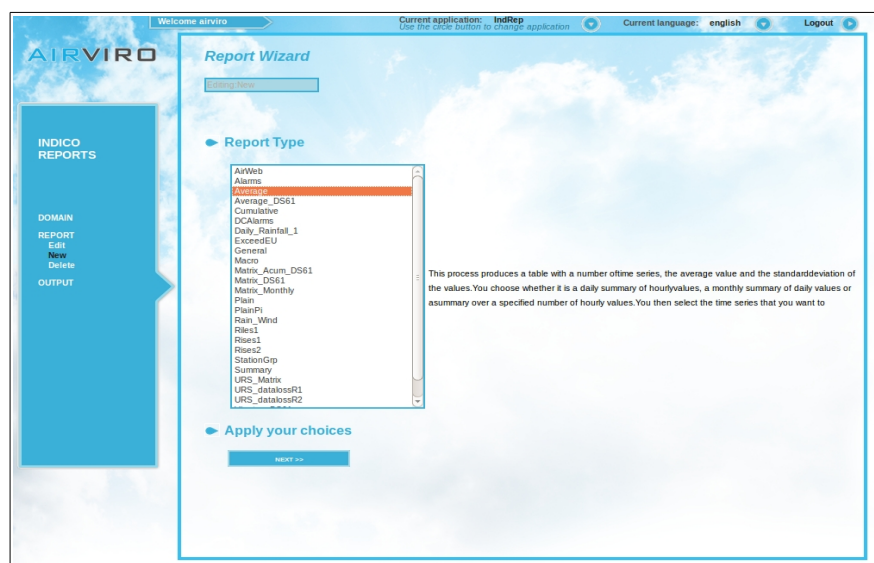 Welcome airviro
Current application: IndRep
Use the circle button to change application
Current language: english
Logout
AIRVIRO
Report Wizard
Editing New
INDICO
REPORTS
DOMAIN
REPORT
Edit
New
Delete
OUTPUT
Report Type
AirWeb
Alarms
Average
Average_DS61
Cumulative
DCAlarms
Daily_Rainfall_1
ExceedEU
General
Macro
Matrix_Acum_DS61
Matrix_DS61
Matrix_Monthly
Plain
PlainPi
Rain_Wind
Riles1
Rises1
Rises2
StationGrp
Summary
URS_Matrix
URS_datalossR1
URS_datalossR2
This process produces a table with a number oftime series, the average value and the standarddeviation of
the values.You choose whether it is a daily summary of hourlyvalues, a monthly summary of daily values or
asummary over a specified number of hourly values.You then select the time series that you want to
Apply your choices
NEXT >>